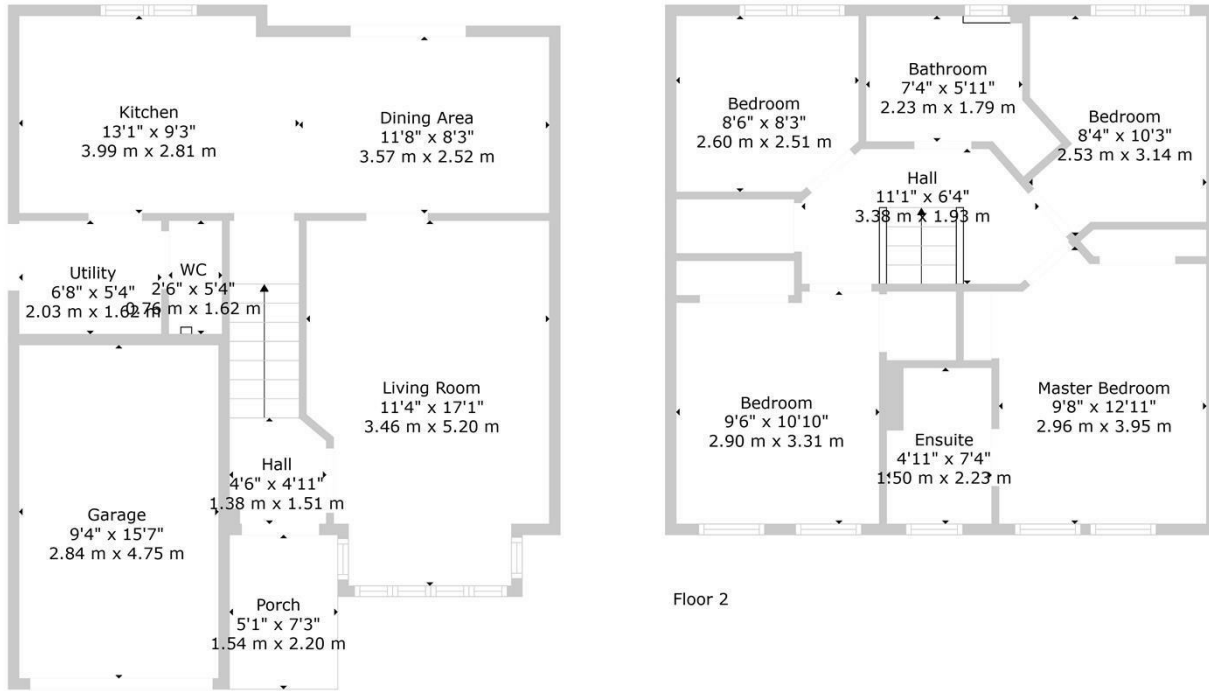 Kitchen
13'1" x 9'3"
3.99 m x 2.81 m
Dining Area
11'8" x 8'3"
3.57 m x 2.52 m
Utility
6'8" x 5'4"
2.03 m x 1.62 m
WC
2'6" x 5'4"
0.76 m x 1.62 m
Living Room
11'4" x 17'1"
3.46 m x 5.20 m
Hall
4'6" x 4'11"
1.38 m x 1.51 m
Garage
9'4" x 15'7"
2.84 m x 4.75 m
Porch
5'1" x 7'3"
1.54 m x 2.20 m
Bedroom
8'6" x 8'3"
2.60 m x 2.51 m
Bathroom
7'4" x 5'11"
2.23 m x 1.79 m
Bedroom
8'4" x 10'3"
2.53 m x 3.14 m
Hall
11'1" x 6'4"
3.38 m x 1.93 m
Bedroom
9'6" x 10'10"
2.90 m x 3.31 m
Ensuite
4'11" x 7'4"
1.50 m x 2.23 m
Master Bedroom
9'8" x 12'11"
2.96 m x 3.95 m
Floor 2